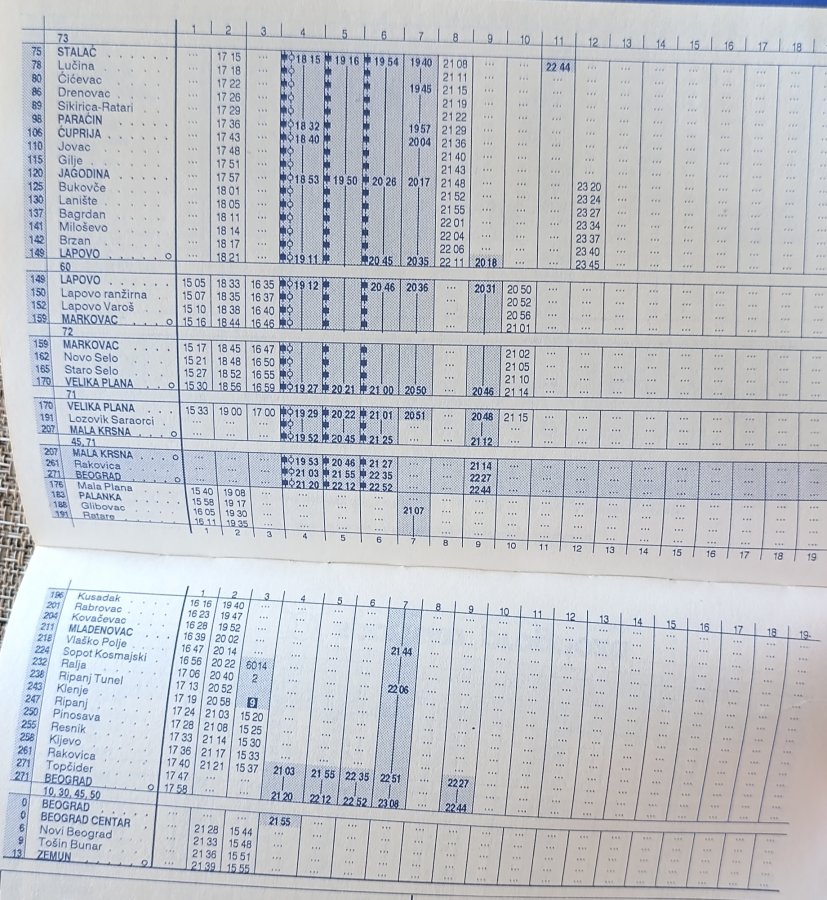 73 1 2 3 4 5 6 7 8 9 10 11 12 13 14 15 16 17 18
75 STALAĆ ... 17 15 ... 18 15 19 16 19 54 19 40 21 08 ... ... 22 44
78 Lučina 17 18 21 11
80 Ćićevac 17 22 19 45 21 15
86 Drenovac 17 26 21 19
89 Sikirica-Ratari 17 29 21 22
98 PARAĆIN 17 36 18 32 19 57 21 29
106 ĆUPRIJA 17 43 18 40 20 04 21 36
110 Jovac 17 48 21 40
115 Gilje 17 51 21 43
120 JAGODINA 17 57 18 53 19 50 20 26 20 17 21 48 23 20
125 Bukovče 18 01 21 52 23 24
130 Lanište 18 05 21 55 23 27
137 Bagrdan 18 11 22 01 23 34
141 Miloševo 18 14 22 04 23 37
142 Brzan 18 17 22 06 23 40
149 LAPOVO 18 21 19 11 20 45 20 35 22 11 20 18 23 45
60
149 LAPOVO 15 05 18 33 16 35 19 12 20 46 20 36 20 31 20 50
150 Lapovo ranžirna 15 07 18 35 16 37 20 52
152 Lapovo Varoš 15 10 18 38 16 40 20 56
159 MARKOVAC 15 16 18 44 16 46 21 01
72
159 MARKOVAC 15 17 18 45 16 47 21 02
162 Novo Selo 15 21 18 48 16 50 21 05
165 Staro Selo 15 27 18 52 16 55 21 10
170 VELIKA PLANA 15 30 18 56 16 59 19 27 20 21 21 00 20 50 20 46 21 14
71
170 VELIKA PLANA 15 33 19 00 17 00 19 29 20 22 21 01 20 51 20 48 21 15
191 Lozovik Saraorci
207 MALA KRSNA 19 52 20 45 21 25 21 12
45, 71
207 MALA KRSNA 19 53 20 46 21 27 21 14
261 Rakovica 21 03 21 55 22 35 22 27
271 BEOGRAD 21 20 22 12 22 52 22 44
176 Mala Plana 15 40 19 08
183 PALANKA 15 58 19 17 21 07
188 Glibovac 16 05 19 30
191 Ratare 16 11 19 35
1 2 3 4 5 6 7 8 9 10 11 12 13 14 15 16 17 18 19
1 2 3 4 5 6 7 8 9 10 11 12 13 14 15 16 17 18 19
196 Kusadak 16 16 19 40
201 Rabrovac 16 23 19 47
204 Kovačevac 16 28 19 52
211 MLADENOVAC 16 39 20 02 21 44
218 Vlaško Polje 16 47 20 14
224 Sopot Kosmajski 16 56 20 22 6014
232 Ralja 17 06 20 40 2 22 06
238 Ripanj Tunel 17 13 20 52
243 Klenje 17 19 20 58 9
247 Ripanj 17 24 21 03 15 20
250 Pinosava 17 28 21 08 15 25
255 Resnik 17 33 21 14 15 30
258 Kijevo 17 36 21 17 15 33
261 Rakovica 17 40 21 21 15 37 21 03 21 55 22 35 22 51 22 27
271 Topčider 17 47
271 BEOGRAD 17 58 21 20 22 12 22 52 23 08 22 44
10, 30, 45, 50
0 BEOGRAD 21 55
0 BEOGRAD CENTAR 21 28 15 44
6 Novi Beograd 21 33 15 48
9 Tošin Bunar 21 36 15 51
13 ZEMUN 21 39 15 55